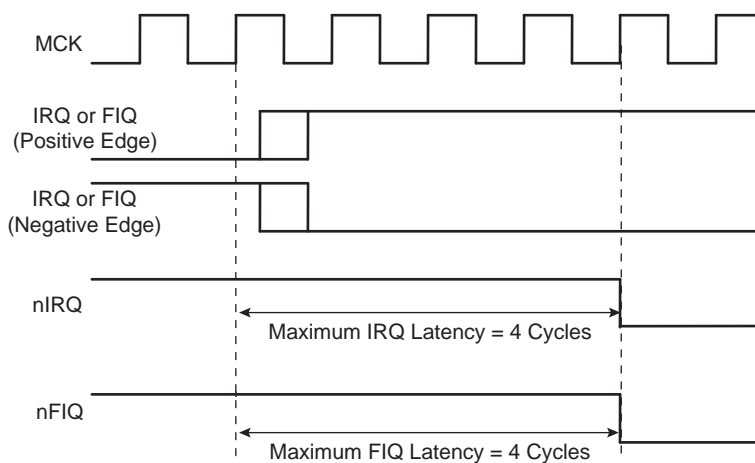 MCK
IRQ or FIQ
(Positive Edge)
IRQ or FIQ
(Negative Edge)
nIRQ
Maximum IRQ Latency = 4 Cycles
nFIQ
Maximum FIQ Latency = 4 Cycles